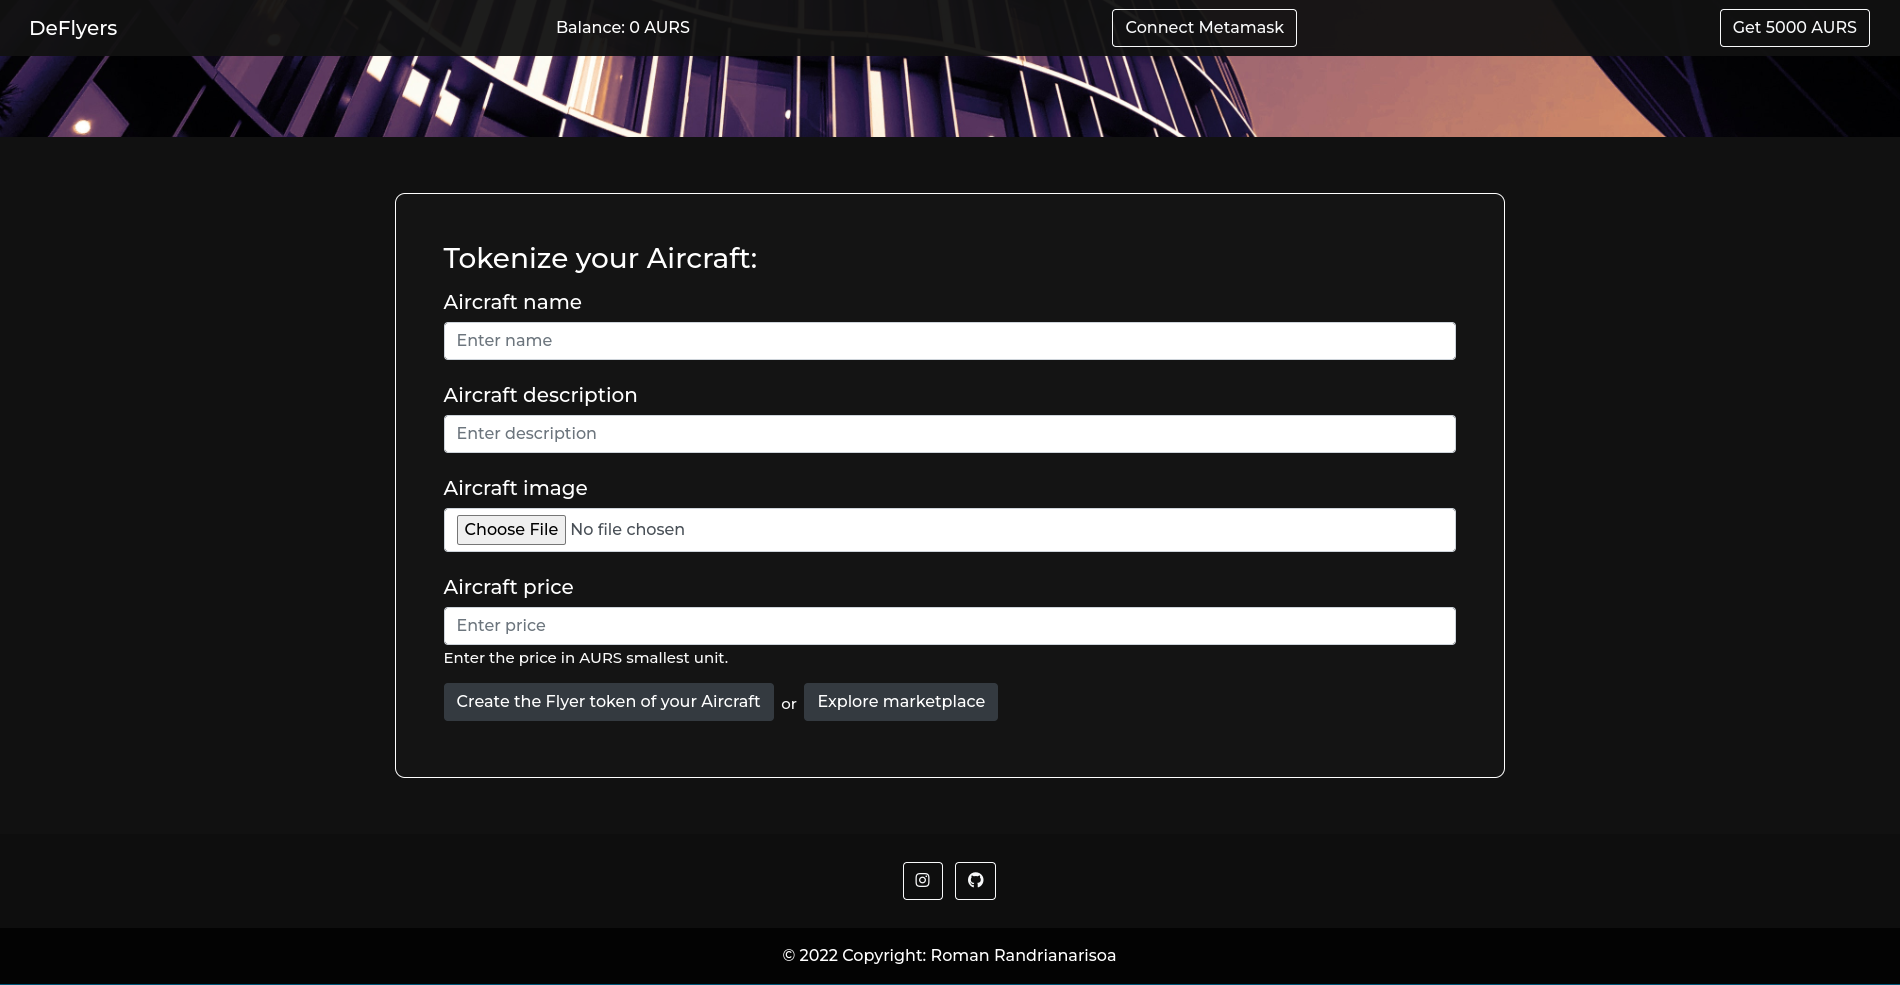 DeFlyers
Balance: 0 AURS
Connect Metamask
Get 5000 AURS
Tokenize your Aircraft:
Aircraft name
Enter name
Aircraft description
Enter description
Aircraft image
Choose File No file chosen
Aircraft price
Enter price
Enter the price in AURS smallest unit.
Create the Flyer token of your Aircraft or Explore marketplace
© 2022 Copyright: Roman Randrianarisoa